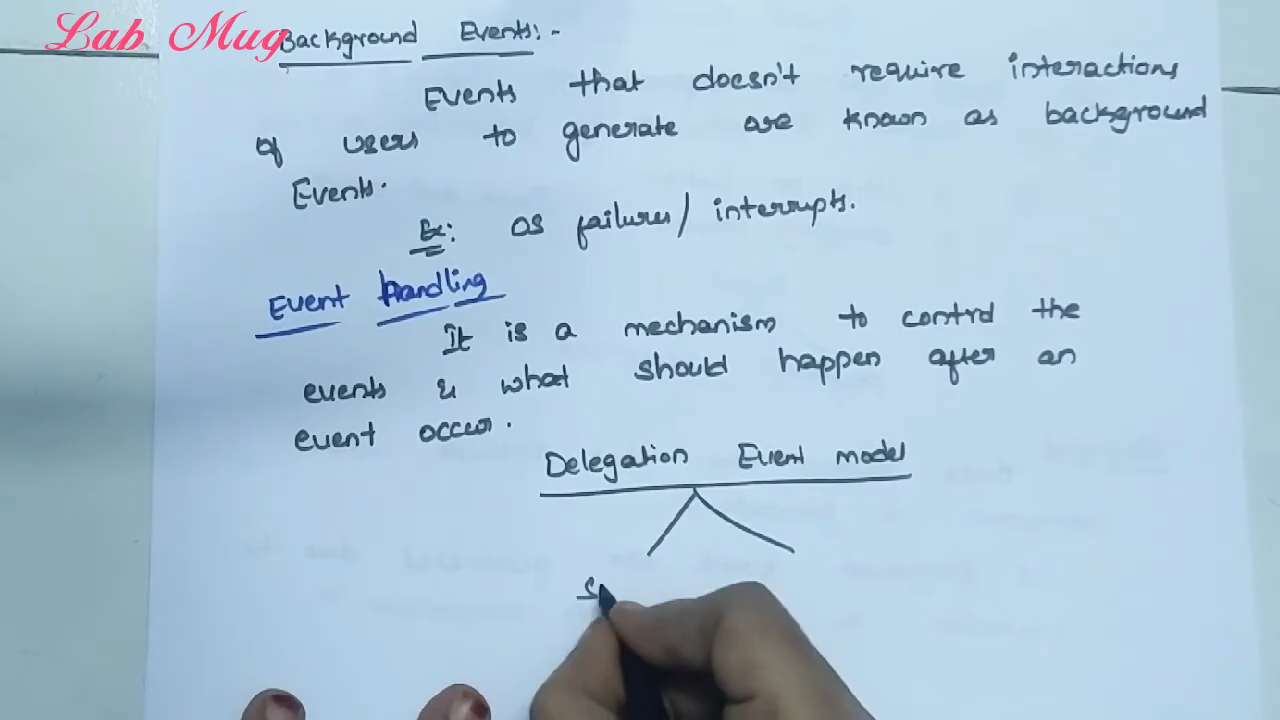 Lab Mug
Background Events:-
Events that doesn't require interactions
of users to generate are known as background
Events.
Ex: OS failures/interrupts.
Event Handling
It is a mechanism to control the
events & what should happen after an
event occur.
Delegation Event model
S